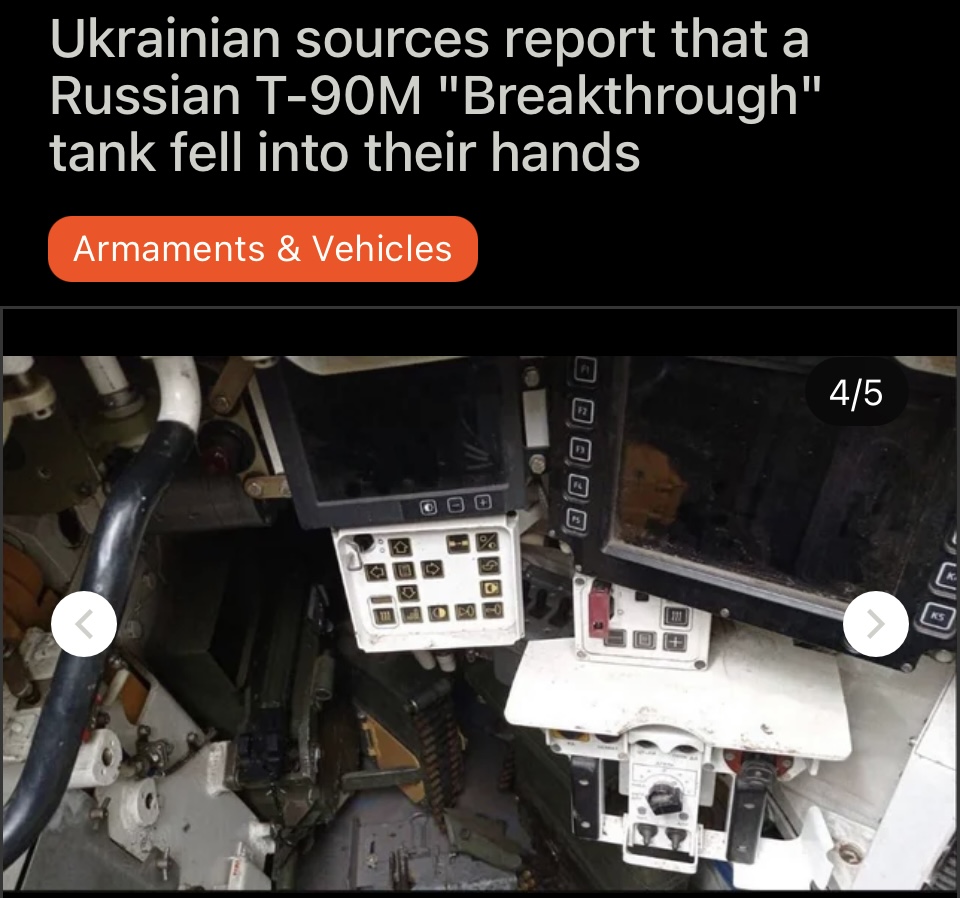 Ukrainian sources report that a
Russian T-90M "Breakthrough"
tank fell into their hands
Armaments & Vehicles
4/5
F1
F2
F3
F4
F5
K5